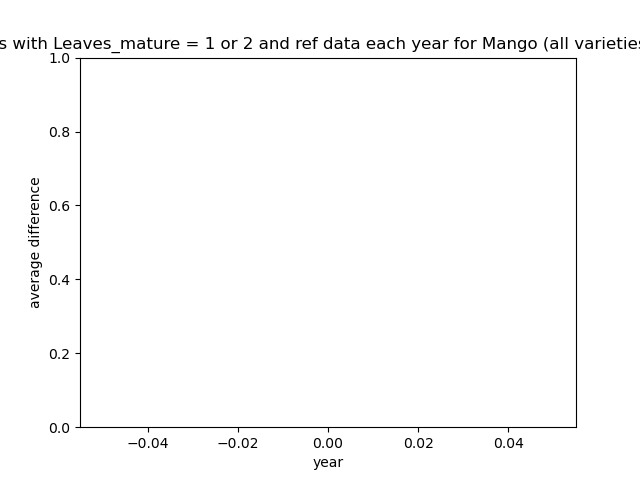 s with Leaves_mature = 1 or 2 and ref data each year for Mango (all varieties
1.0
0.8
0.6
0.4
0.2
0.0
average difference
−0.04 −0.02 0.00 0.02 0.04
year